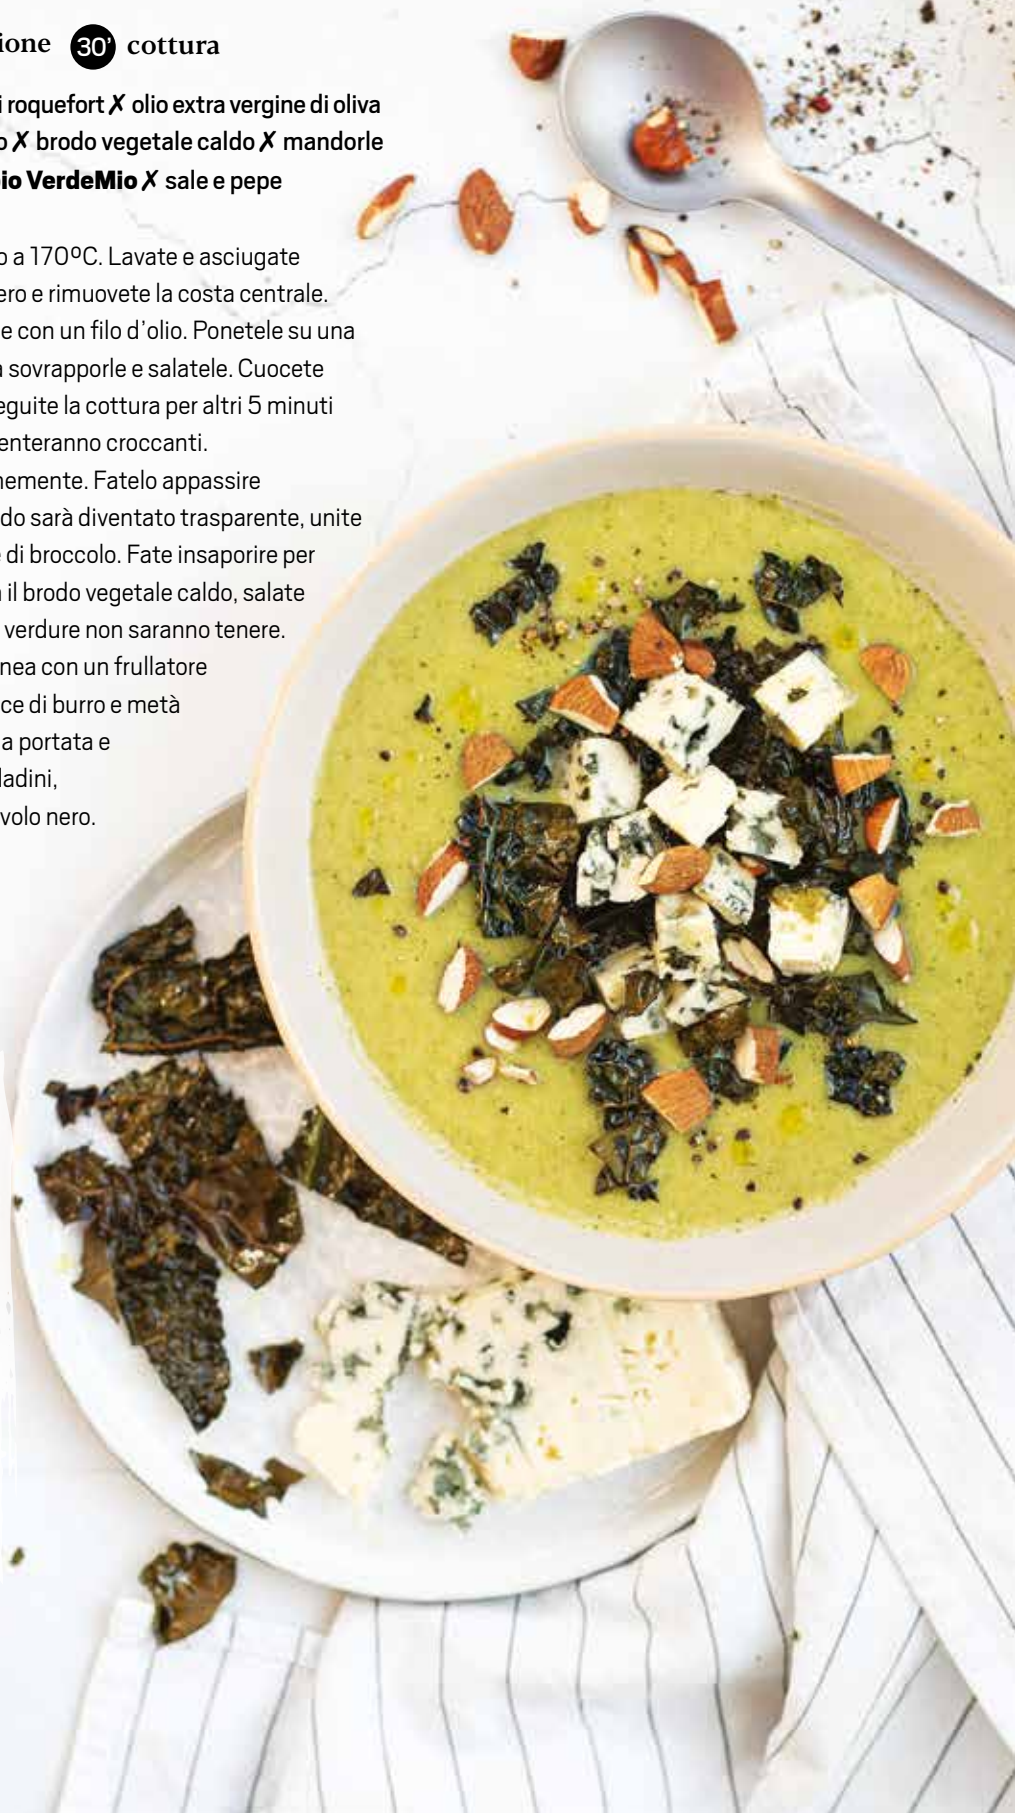 ione 30' cottura
i roquefort ✗ olio extra vergine di oliva
o ✗ brodo vegetale caldo ✗ mandorle
io VerdeMio ✗ sale e pepe
o a 170ºC. Lavate e asciugate
ero e rimuovete la costa centrale.
e con un filo d’olio. Ponetele su una
a sovrapporle e salatele. Cuocete
eguite la cottura per altri 5 minuti
enteranno croccanti.
nemente. Fatelo appassire
do sarà diventato trasparente, unite
e di broccolo. Fate insaporire per
a il brodo vegetale caldo, salate
verdure non saranno tenere.
nea con un frullatore
ce di burro e metà
a portata e
ladini,
volo nero.